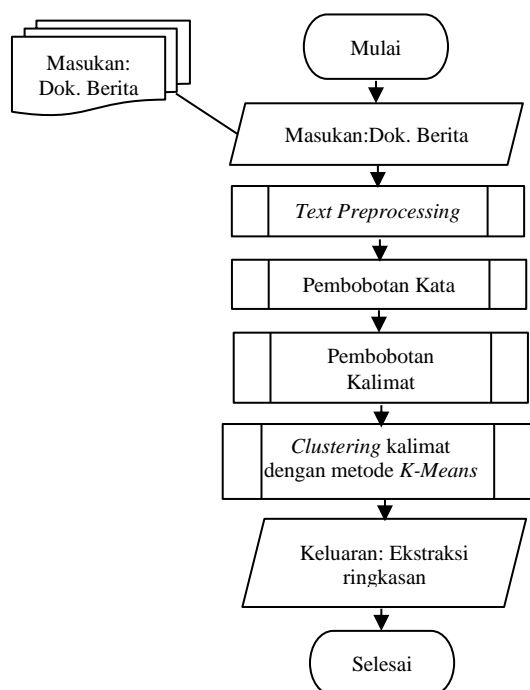 Masukan:
Dok. Berita
Mulai
Masukan:Dok. Berita
Text Preprocessing
Pembobotan Kata
Pembobotan
Kalimat
Clustering kalimat
dengan metode K-Means
Keluaran: Ekstraksi
ringkasan
Selesai